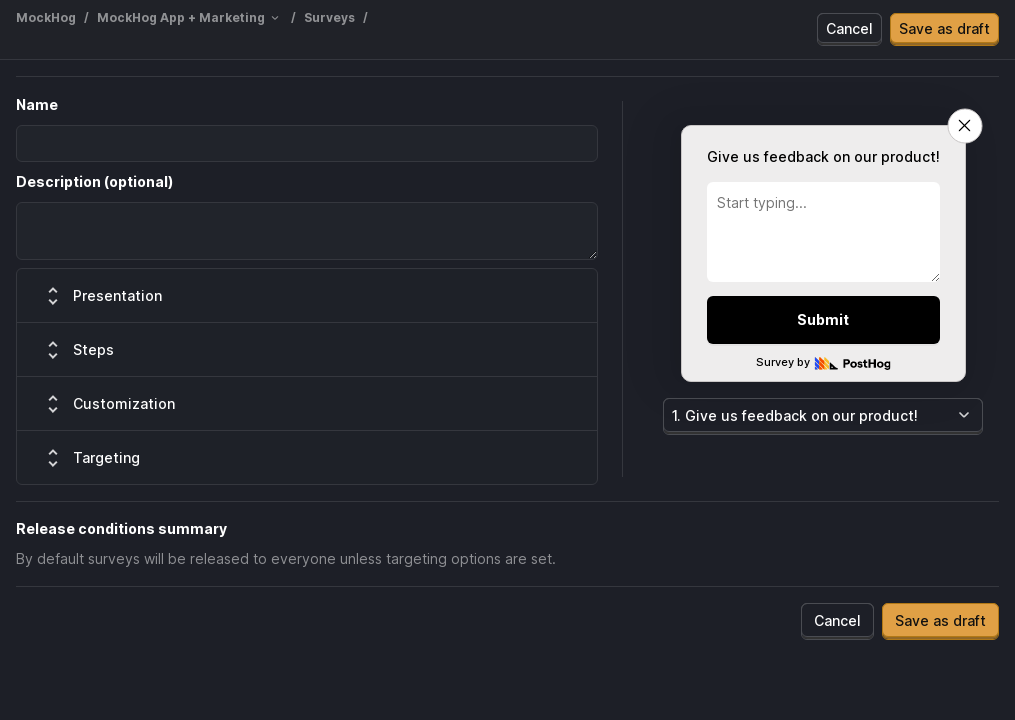 MockHog / MockHog App + Marketing / Surveys /
Cancel
Save as draft
Name
Description (optional)
Presentation
Steps
Customization
Targeting
Give us feedback on our product!
Start typing...
Submit
Survey by PostHog
1. Give us feedback on our product!
Release conditions summary
By default surveys will be released to everyone unless targeting options are set.
Cancel
Save as draft